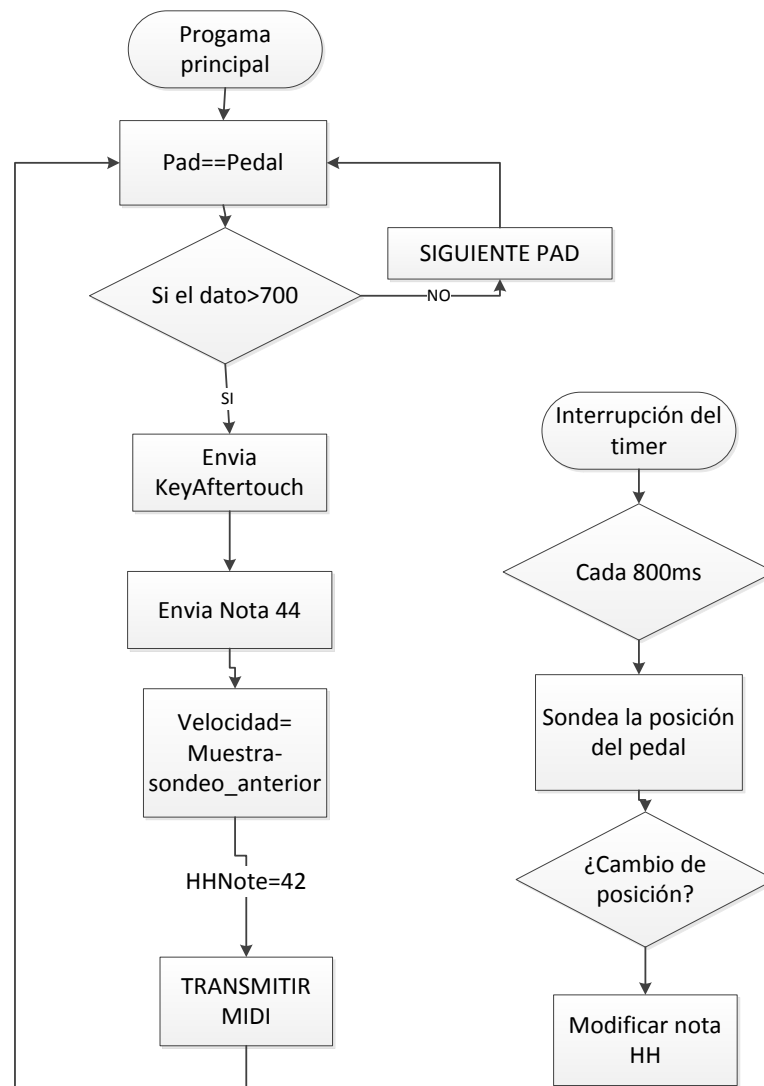 Progama
principal
Pad==Pedal
SIGUIENTE PAD
Si el dato>700
NO
SI
Envia
KeyAftertouch
Envia Nota 44
Velocidad=
Muestra-
sondeo_anterior
HHNote=42
TRANSMITIR
MIDI
Interrupción del
timer
Cada 800ms
Sondea la posición
del pedal
¿Cambio de
posición?
Modificar nota
HH